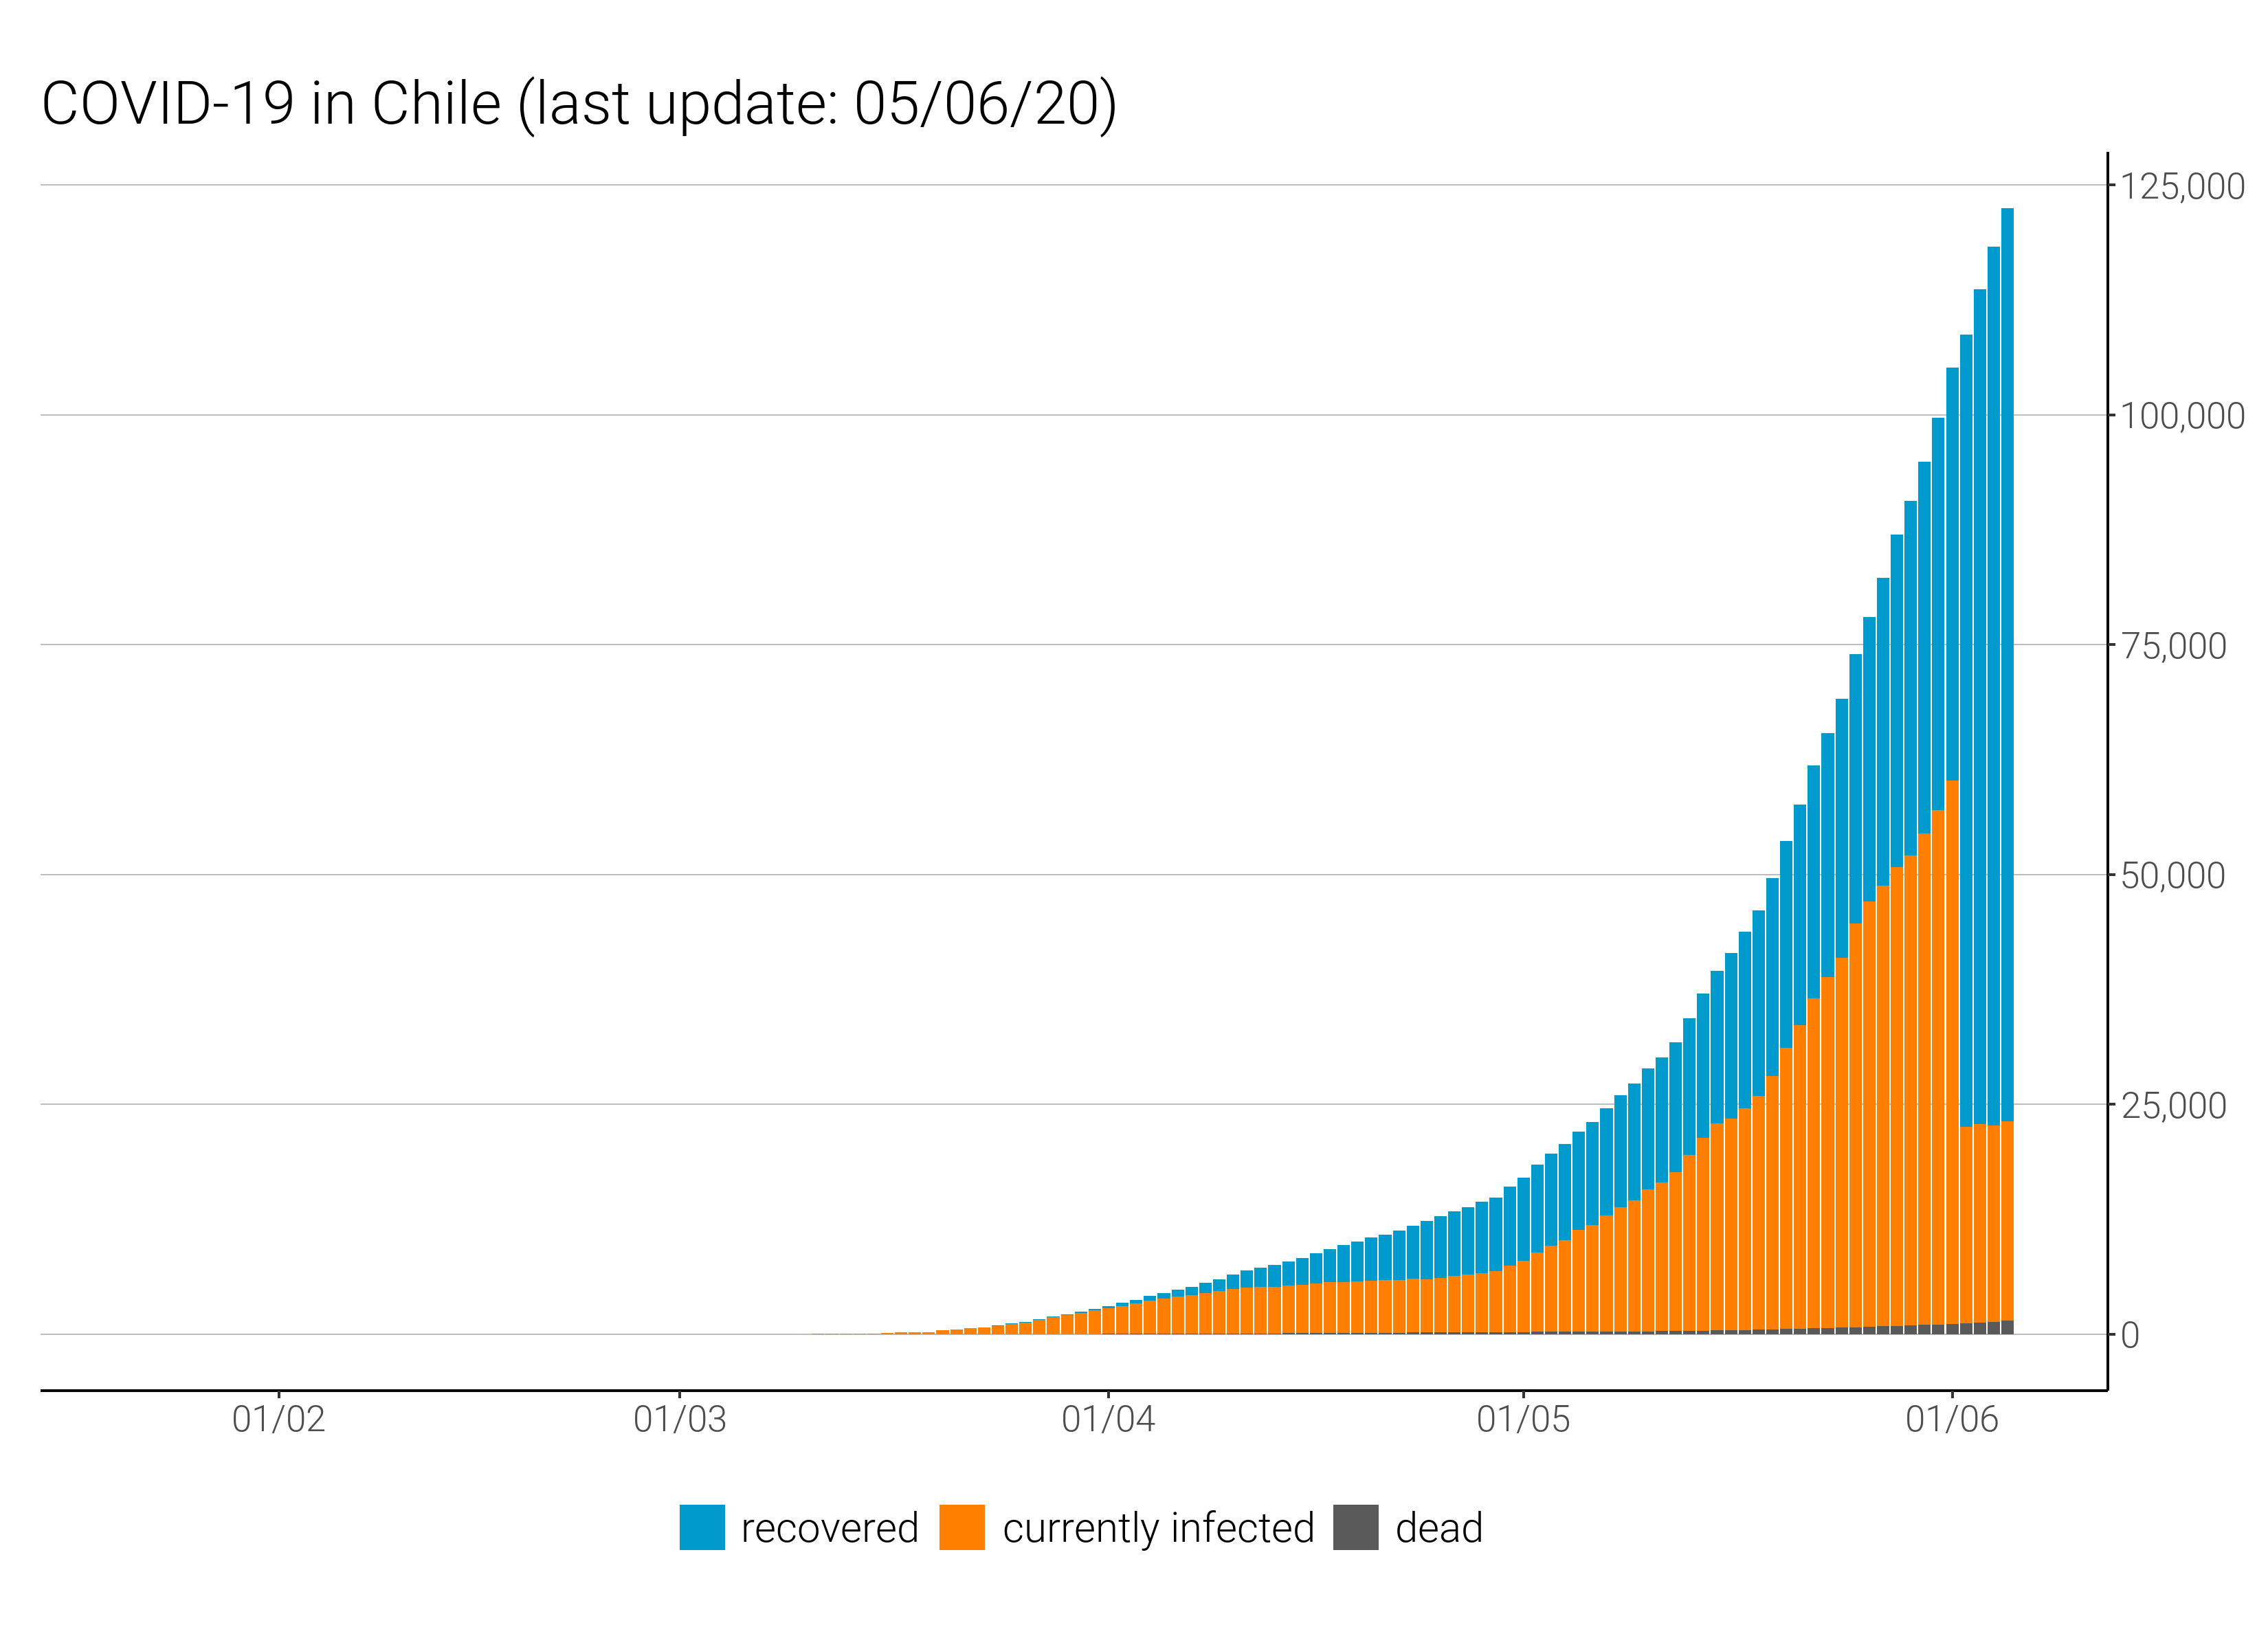 COVID-19 in Chile (last update: 05/06/20)
125,000
100,000
75,000
50,000
25,000
0
01/02 01/03 01/04 01/05 01/06
recovered currently infected dead